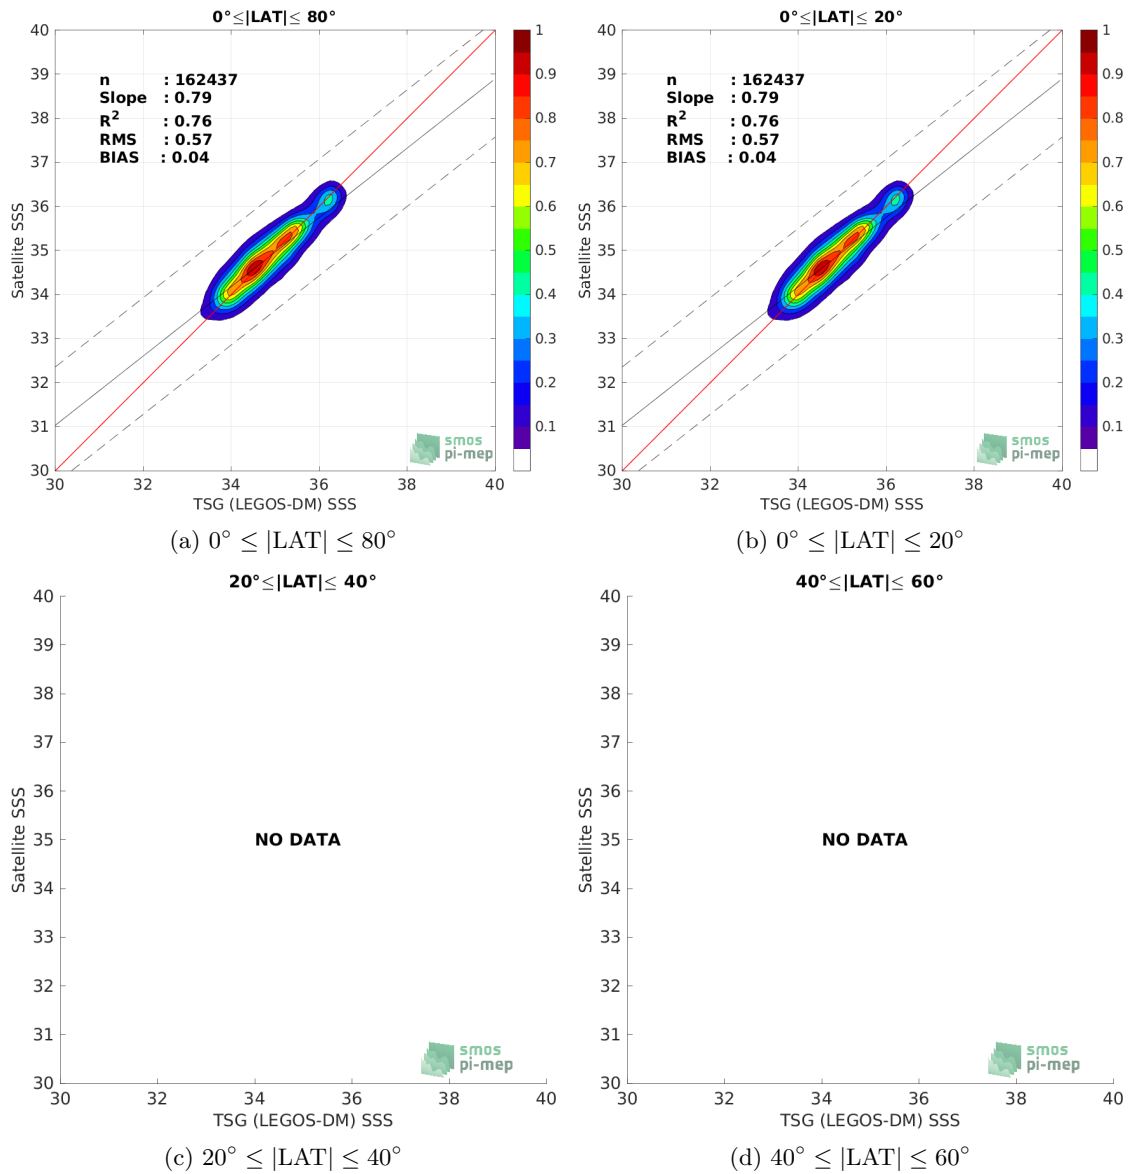 0°≤|LAT|≤ 80°
40
39
38
37
36
35
34
33
32
31
30
n : 162437
Slope : 0.79
R² : 0.76
RMS : 0.57
BIAS : 0.04
Satellite SSS
smos
pi-mep
30 32 34 36 38 40
TSG (LEGOS-DM) SSS
1
0.9
0.8
0.7
0.6
0.5
0.4
0.3
0.2
0.1
(a) 0° ≤ |LAT| ≤ 80°
0°≤|LAT|≤ 20°
40
39
38
37
36
35
34
33
32
31
30
n : 162437
Slope : 0.79
R² : 0.76
RMS : 0.57
BIAS : 0.04
Satellite SSS
smos
pi-mep
30 32 34 36 38 40
TSG (LEGOS-DM) SSS
1
0.9
0.8
0.7
0.6
0.5
0.4
0.3
0.2
0.1
(b) 0° ≤ |LAT| ≤ 20°
20°≤|LAT|≤ 40°
40
39
38
37
36
35
34
33
32
31
30
Satellite SSS
NO DATA
smos
pi-mep
30 32 33 35 36 38 40
TSG (LEGOS-DM) SSS
(c) 20° ≤ |LAT| ≤ 40°
40°≤|LAT|≤ 60°
40
39
38
37
36
35
34
33
32
31
30
Satellite SSS
NO DATA
smos
pi-mep
30 32 33 35 36 38 40
TSG (LEGOS-DM) SSS
(d) 40° ≤ |LAT| ≤ 60°